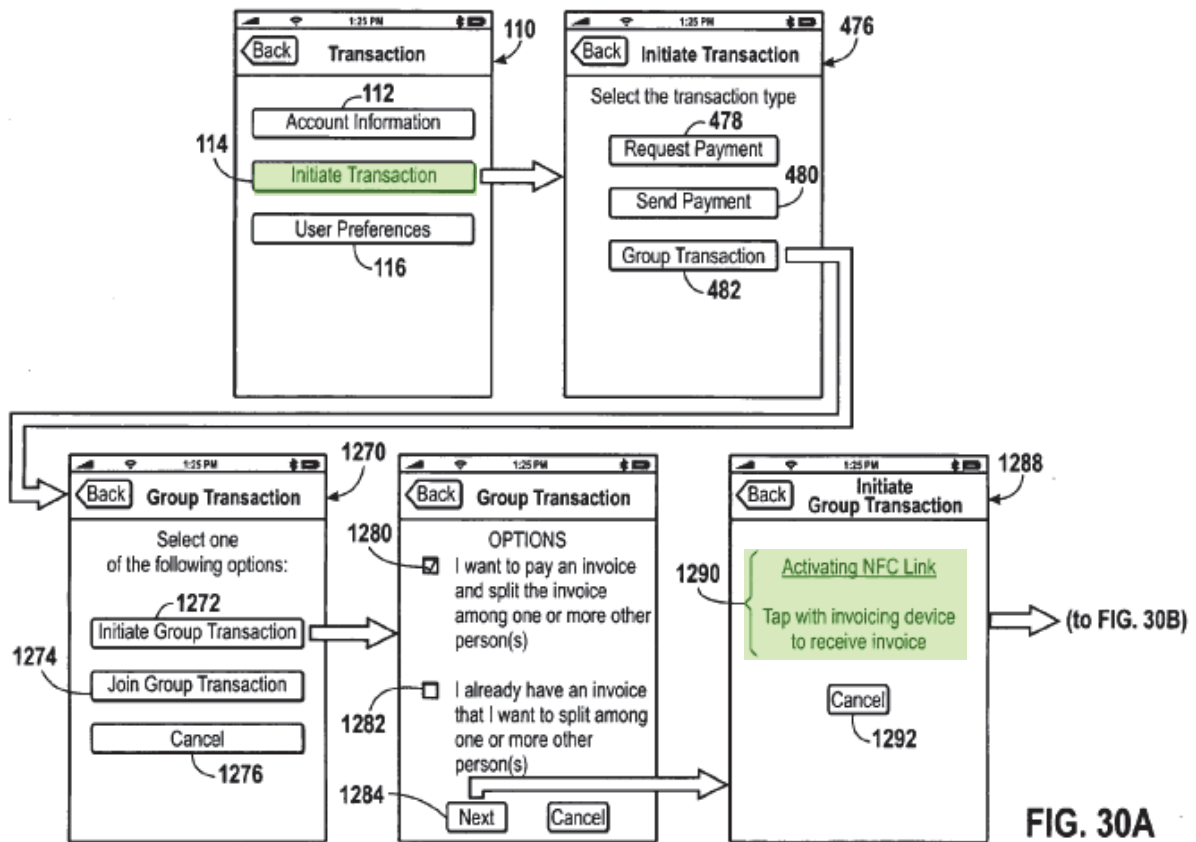 1:25 PM
Back
Transaction
110
112
Account Information
114
Initiate Transaction
User Preferences
116
1:25 PM
Back
Initiate Transaction
476
Select the transaction type
478
Request Payment
480
Send Payment
Group Transaction
482
1:25 PM
Back
Group Transaction
1270
Select one
of the following options:
1272
Initiate Group Transaction
1274
Join Group Transaction
Cancel
1276
1:25 PM
Back
Group Transaction
OPTIONS
1280
I want to pay an invoice
and split the invoice
among one or more other
person(s)
1282
I already have an invoice
that I want to split among
one or more other
person(s)
1284
Next
Cancel
1:25 PM
Back
Initiate
Group Transaction
1288
1290
Activating NFC Link
Tap with invoicing device
to receive invoice
Cancel
1292
(to FIG. 30B)
FIG. 30A